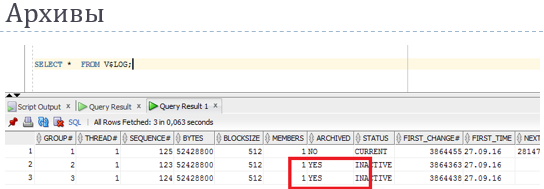 Архивы
SELECT * FROM V$LOG;
Script Output Query Result Query Result 1
SQL All Rows Fetched: 3 in 0,063 seconds
GROUP# THREAD# SEQUENCE# BYTES BLOCKSIZE MEMBERS ARCHIVED STATUS FIRST_CHANGE# FIRST_TIME NEXT
1 1 1 125 52428800 512 1 NO CURRENT 3864455 27.09.16 28147
2 2 1 123 52428800 512 1 YES INACTIVE 3864363 27.09.16
3 3 1 124 52428800 512 1 YES INACTIVE 3864438 27.09.16